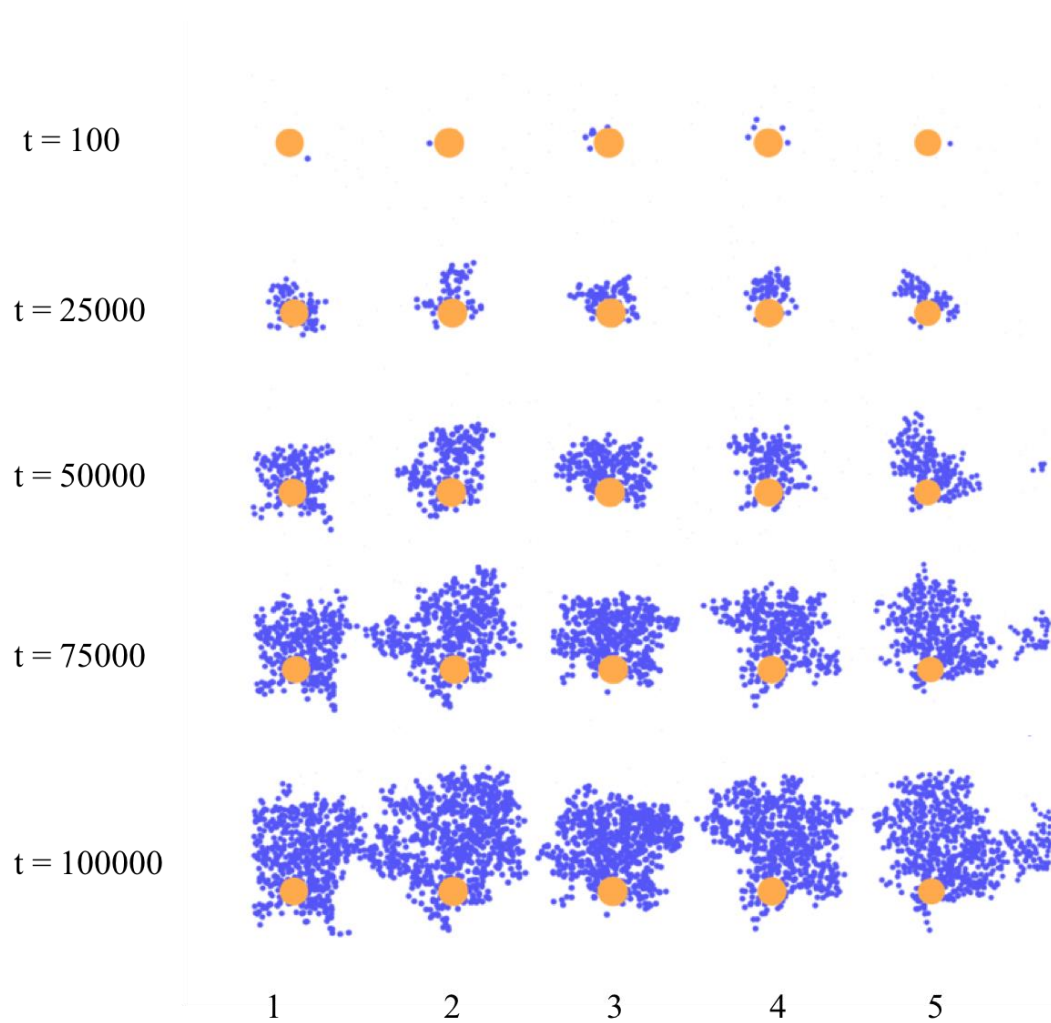 t = 100
t = 25000
t = 50000
t = 75000
t = 100000
1 2 3 4 5